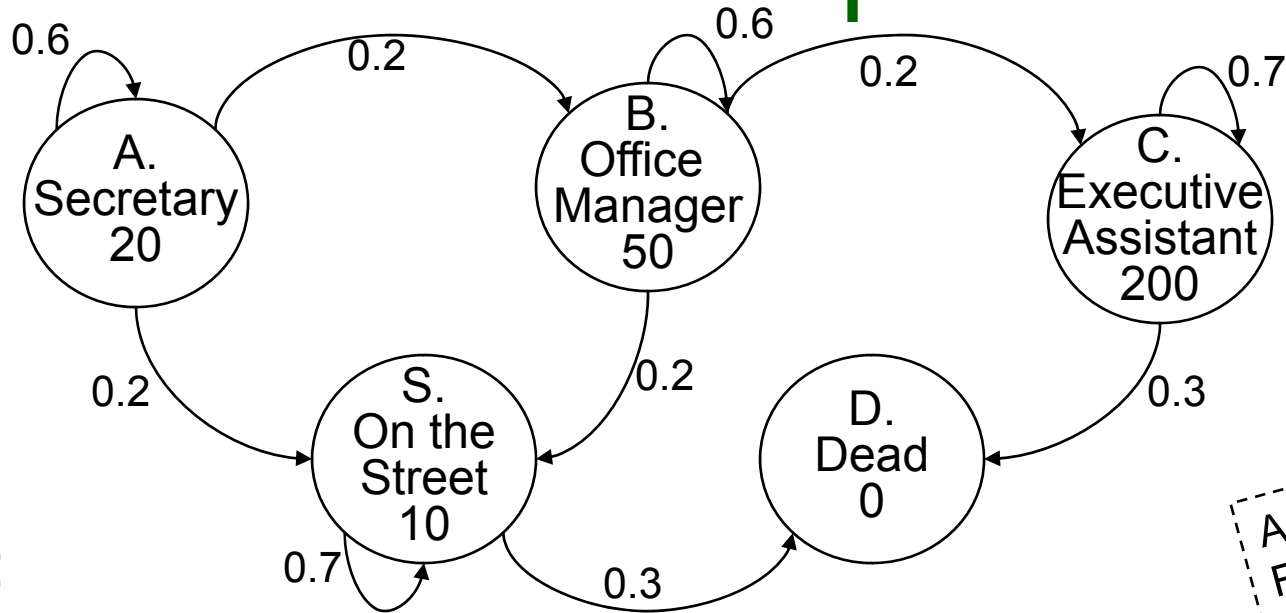 0.6
0.2
0.6
0.2
0.7
A.
Secretary
20
B.
Office
Manager
50
C.
Executive
Assistant
200
0.2
0.2
0.3
S.
On the
Street
10
D.
Dead
0
0.7
0.3
A